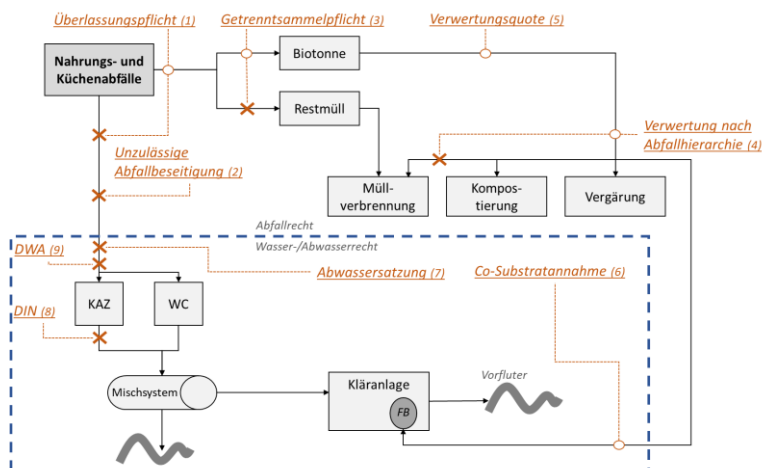 Überlassungspflicht (1)
Getrenntsammelpflicht (3)
Verwertungsquote (5)
Nahrungs- und
Küchenabfälle
Biotonne
Restmüll
Verwertung nach
Abfallhierarchie (4)
Unzulässige
Abfallbeseitigung (2)
Müll-
verbrennung
Kompos-
tierung
Vergärung
Abfallrecht
Wasser-/Abwasserrecht
DWA (9)
Abwassersatzung (7)
Co-Substratannahme (6)
KAZ
WC
DIN (8)
Mischsystem
Kläranlage
FB
Vorfluter